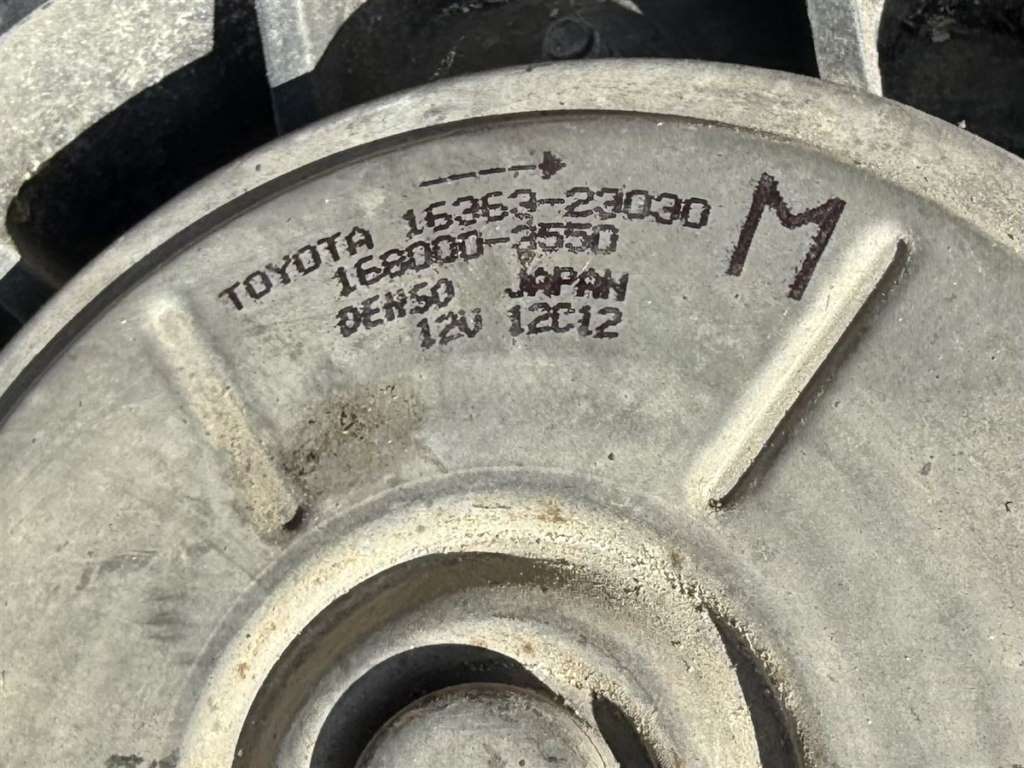 TOYOTA 16363-23030
168000-3550
DENSO JAPAN
12V 12C12
M